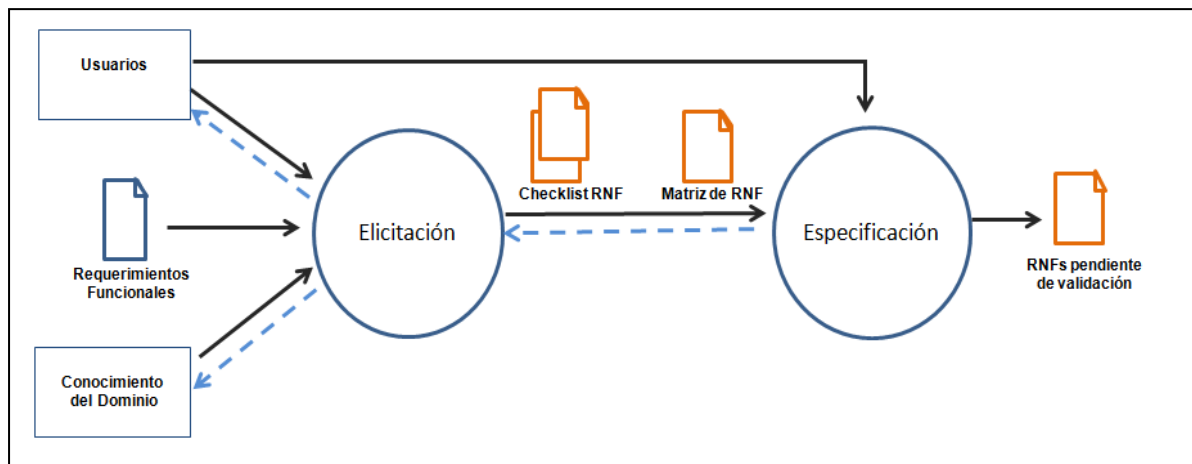 Usuarios
Checklist RNF
Matriz de RNF
Elicitación
Especificación
Requerimientos
Funcionales
RNFs pendiente
de validación
Conocimiento
del Dominio